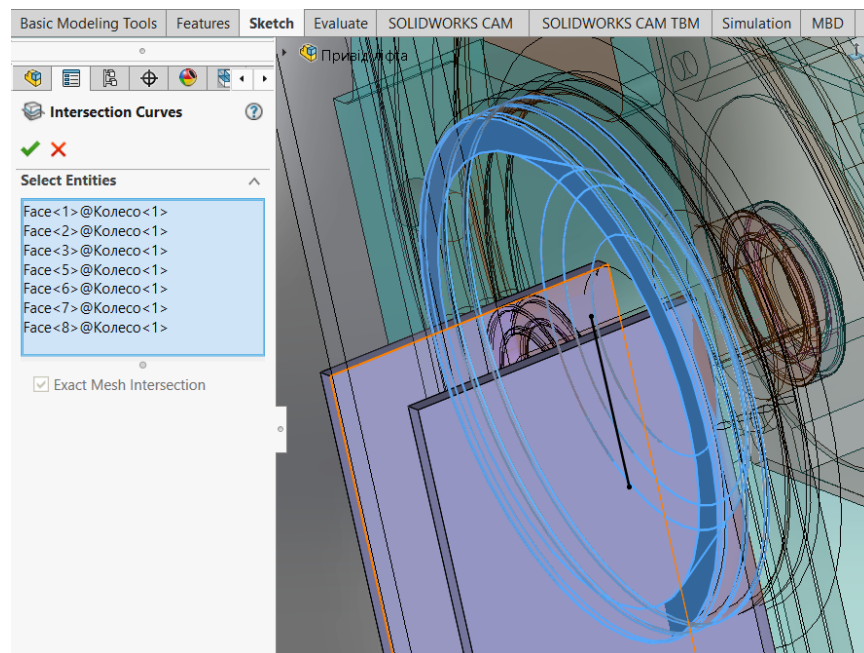 Basic Modeling Tools Features Sketch Evaluate SOLIDWORKS CAM SOLIDWORKS CAM TBM Simulation MBD
Привід ліфта
Intersection Curves
Select Entities
Face<1>@Колесо<1>
Face<2>@Колесо<1>
Face<3>@Колесо<1>
Face<5>@Колесо<1>
Face<6>@Колесо<1>
Face<7>@Колесо<1>
Face<8>@Колесо<1>
Exact Mesh Intersection